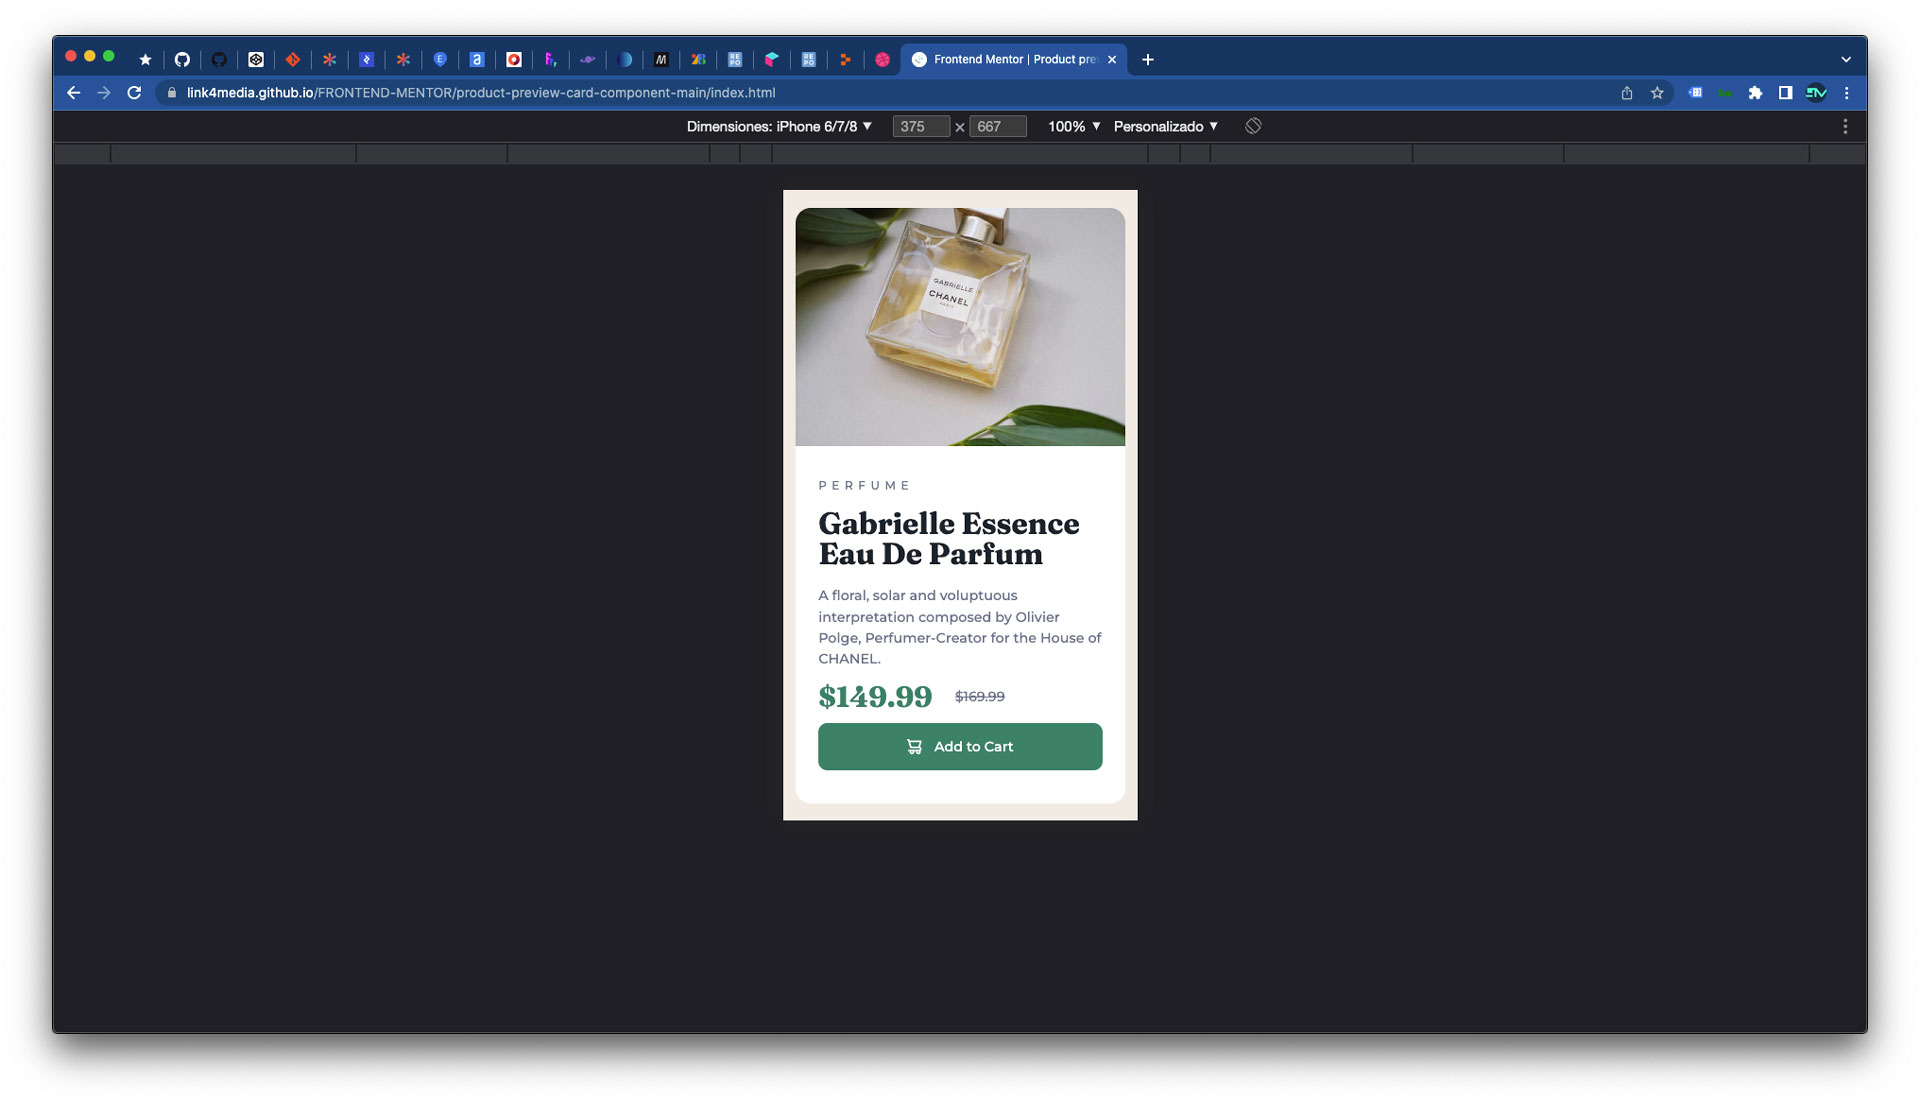 Frontend Mentor | Product prev
link4media.github.io/FRONTEND-MENTOR/product-preview-card-component-main/index.html
Dimensiones: iPhone 6/7/8 ▼ 375 × 667 100% ▼ Personalizado ▼
GABRIELLE
CHANEL
PARIS
PERFUME
Gabrielle Essence
Eau De Parfum
A floral, solar and voluptuous
interpretation composed by Olivier
Polge, Perfumer-Creator for the House of
CHANEL.
$149.99 $169.99
Add to Cart